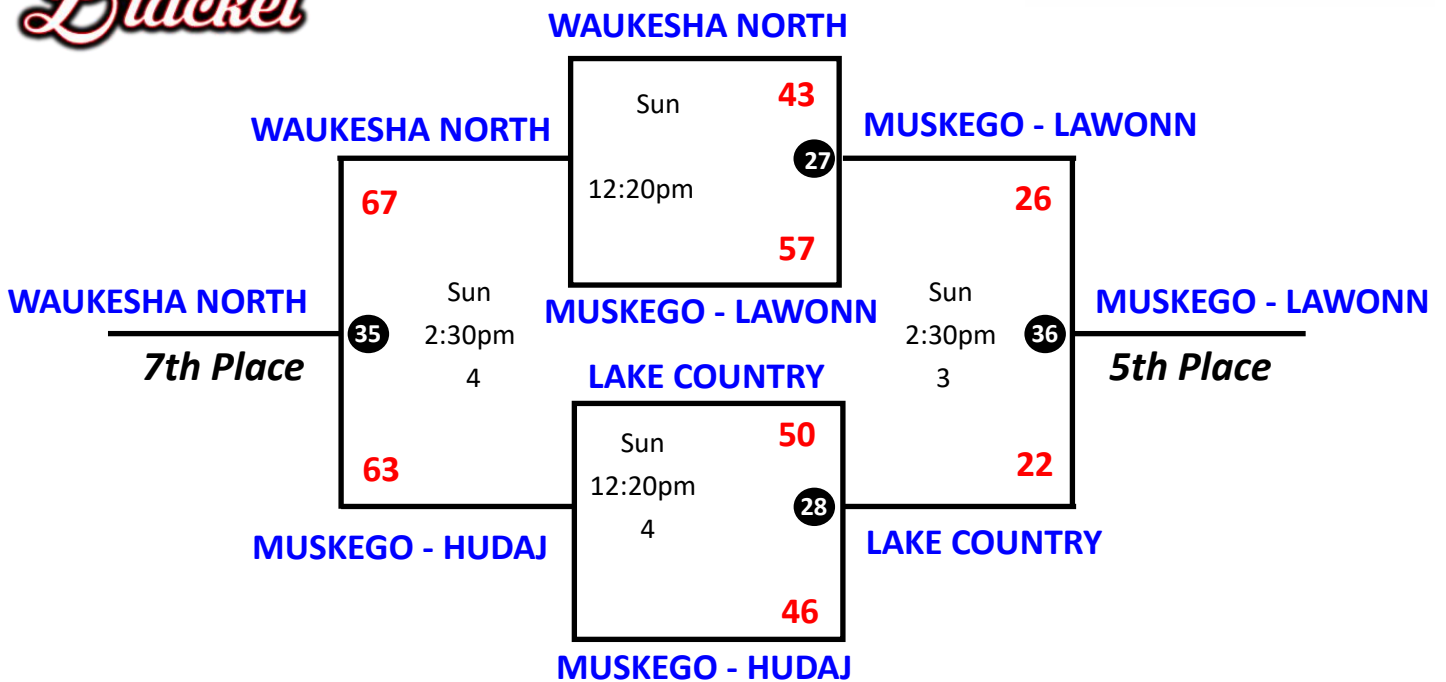 Bracket
WAUKESHA NORTH
Sun
43
WAUKESHA NORTH
MUSKEGO - LAWONN
27
12:20pm
67
26
57
WAUKESHA NORTH
Sun
MUSKEGO - LAWONN
Sun
MUSKEGO - LAWONN
35
2:30pm
2:30pm
36
7th Place
4
LAKE COUNTRY
3
5th Place
Sun
50
63
12:20pm
22
28
4
MUSKEGO - HUDAJ
LAKE COUNTRY
46
MUSKEGO - HUDAJ